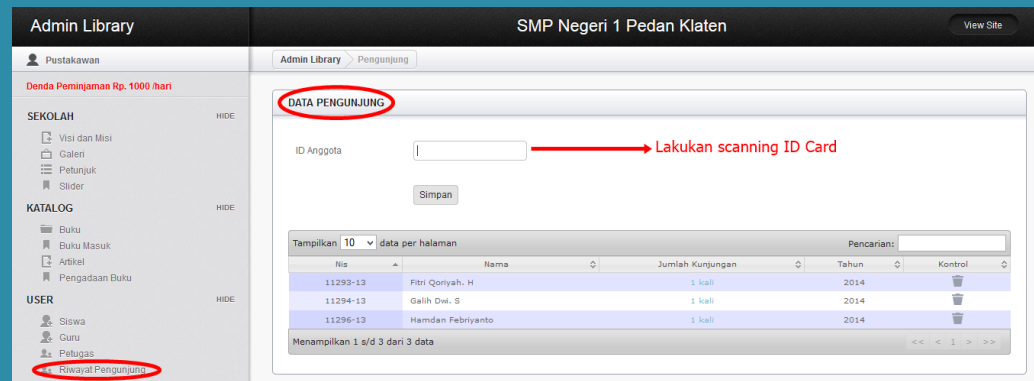 Admin Library
SMP Negeri 1 Pedan Klaten
View Site
Pustakawan
Admin Library
Pengunjung
Denda Peminjaman Rp. 1000 /hari
SEKOLAH HIDE
Visi dan Misi
Galeri
Petunjuk
Slider
KATALOG HIDE
Buku
Buku Masuk
Artikel
Pengadaan Buku
USER HIDE
Siswa
Guru
Petugas
Riwayat Pengunjung
DATA PENGUNJUNG
ID Anggota
Lakukan scanning ID Card
Simpan
Tampilkan 10 data per halaman
Pencarian:
Nis Nama Jumlah Kunjungan Tahun Kontrol
11293-13 Fitri Qoriyah. H 1 kali 2014
11294-13 Galih Dwi. S 1 kali 2014
11296-13 Hamdan Febriyanto 1 kali 2014
Menampilkan 1 s/d 3 dari 3 data
<< < 1 > >>